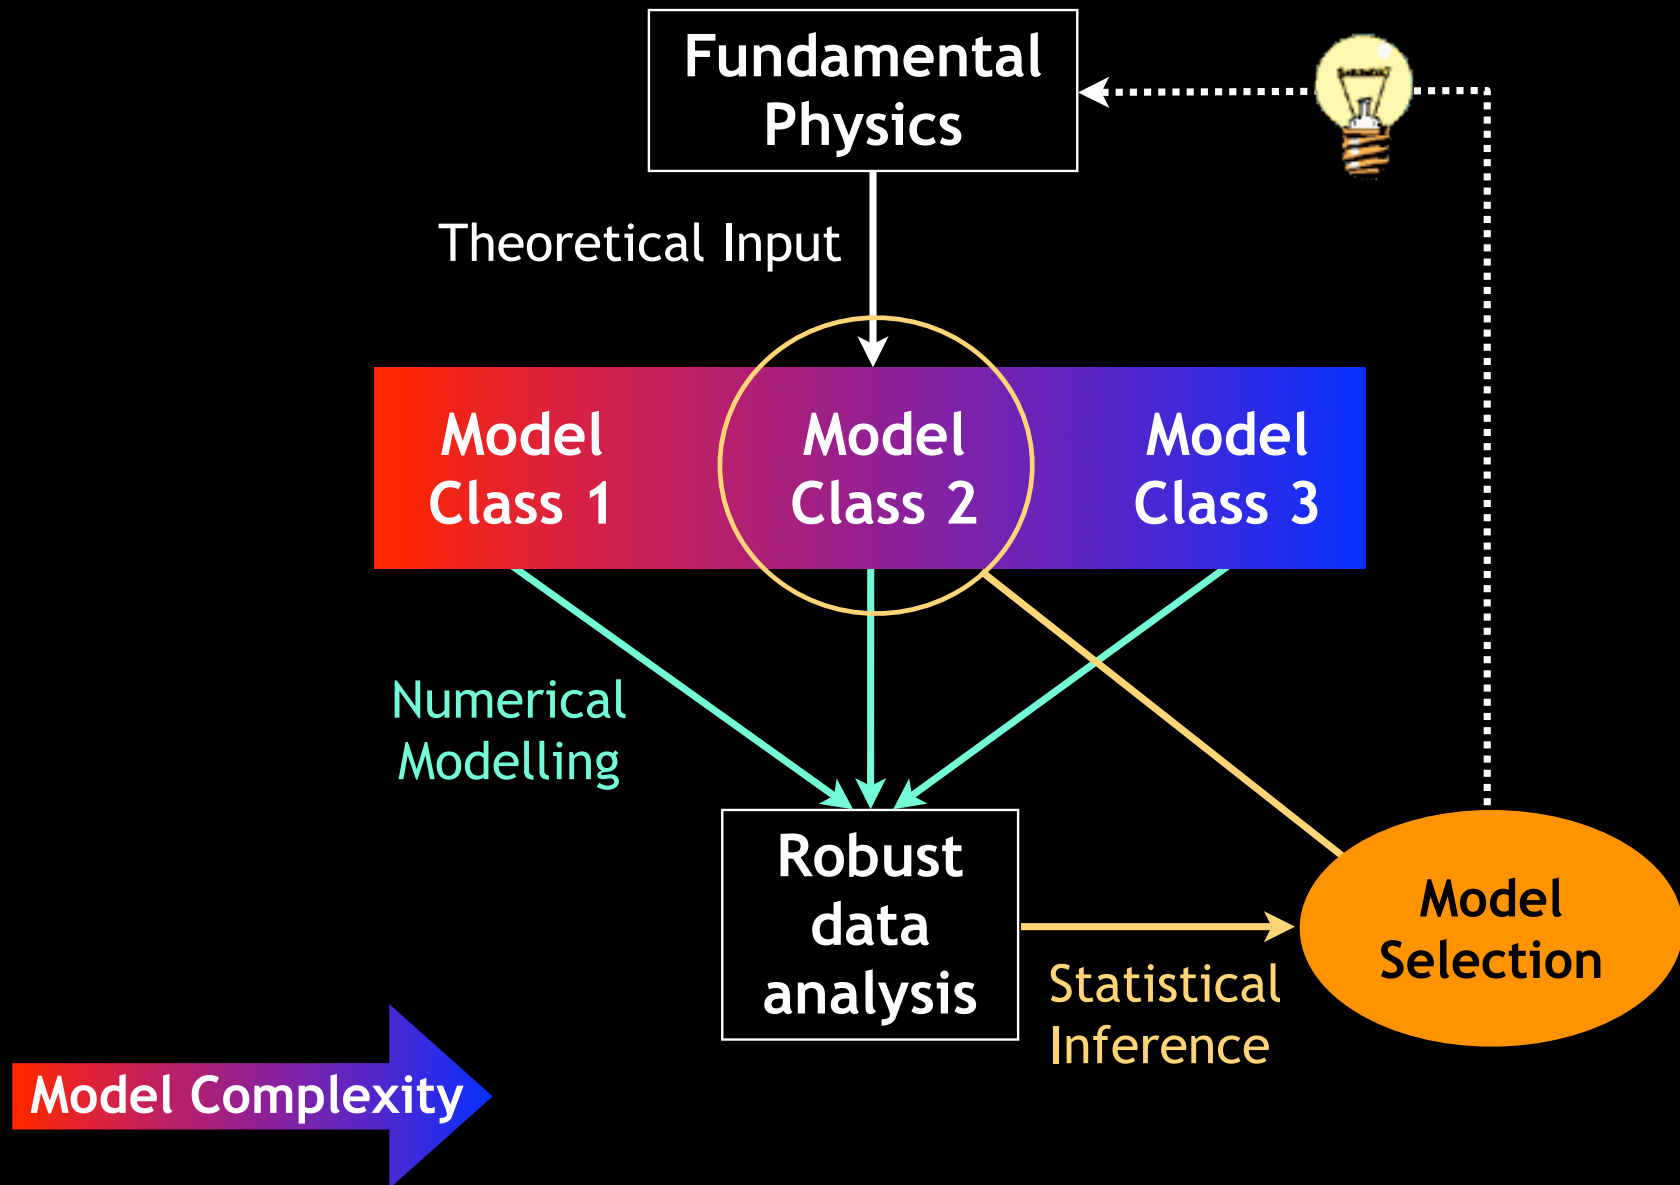 Fundamental
Physics
Theoretical Input
Model
Class 1
Model
Class 2
Model
Class 3
Numerical
Modelling
Robust
data
analysis
Statistical
Inference
Model
Selection
Model Complexity